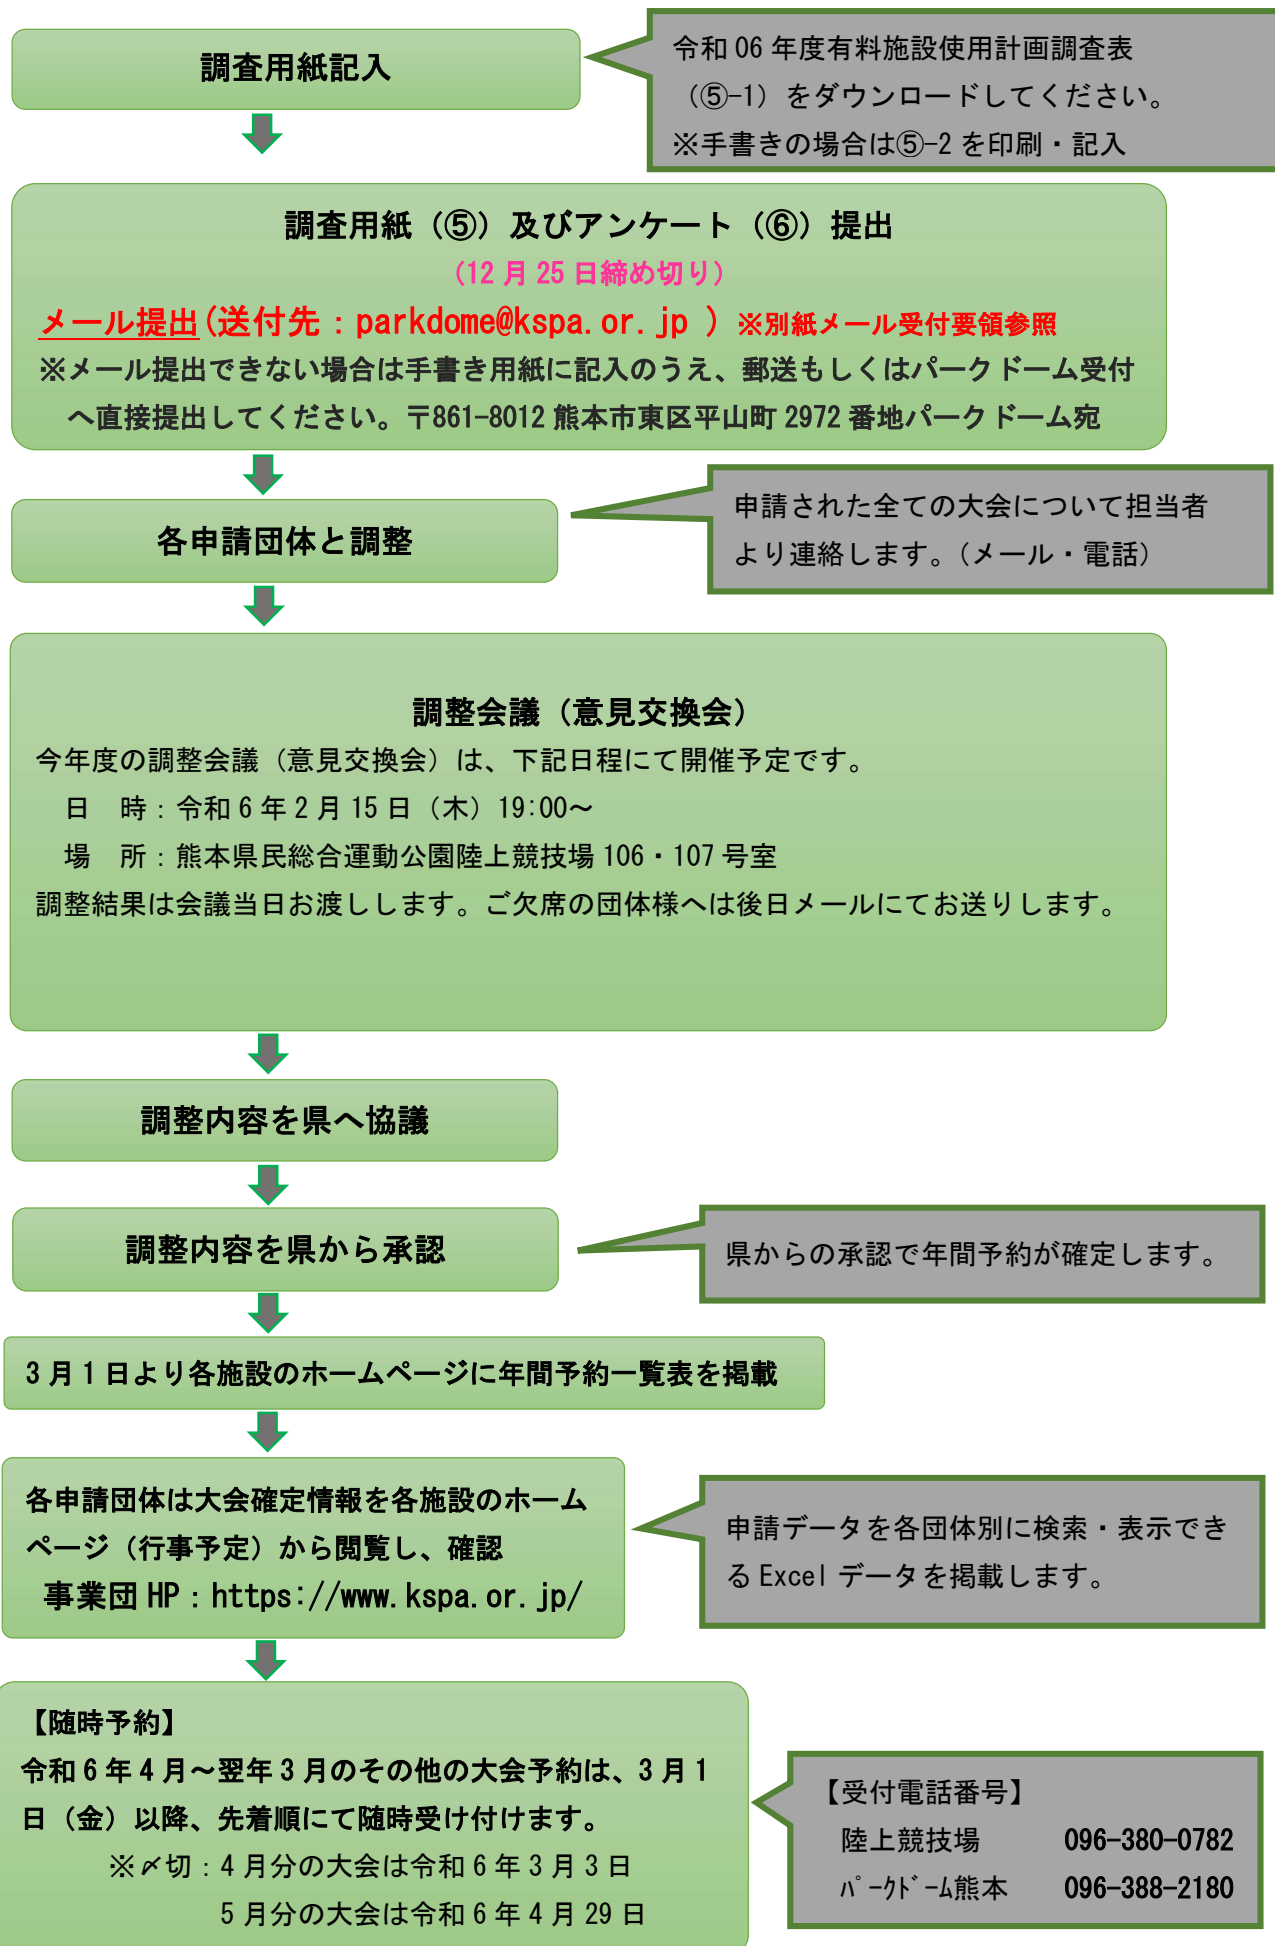 調査用紙記入
令和 06 年度有料施設使用計画調査表
（⑤-1）をダウンロードしてください。
※手書きの場合は⑤-2 を印刷・記入
調査用紙（⑤）及びアンケート（⑥）提出
（12 月 25 日締め切り）
メール提出(送付先：parkdome@kspa.or.jp ) ※別紙メール受付要領参照
※メール提出できない場合は手書き用紙に記入のうえ、郵送もしくはパークドーム受付
へ直接提出してください。〒861-8012 熊本市東区平山町 2972 番地パークドーム宛
各申請団体と調整
申請された全ての大会について担当者
より連絡します。(メール・電話)
調整会議（意見交換会）
今年度の調整会議（意見交換会）は、下記日程にて開催予定です。
日　時：令和 6 年 2 月 15 日（木）19:00～
場　所：熊本県民総合運動公園陸上競技場 106・107 号室
調整結果は会議当日お渡しします。ご欠席の団体様へは後日メールにてお送りします。
調整内容を県へ協議
調整内容を県から承認
県からの承認で年間予約が確定します。
3 月 1 日より各施設のホームページに年間予約一覧表を掲載
各申請団体は大会確定情報を各施設のホーム
ページ（行事予定）から閲覧し、確認
事業団 HP：https://www.kspa.or.jp/
申請データを各団体別に検索・表示でき
る Excel データを掲載します。
【随時予約】
令和 6 年 4 月～翌年 3 月のその他の大会予約は、3 月 1
日（金）以降、先着順にて随時受け付けます。
※〆切：4 月分の大会は令和 6 年 3 月 3 日
5 月分の大会は令和 6 年 4 月 29 日
【受付電話番号】
陸上競技場　　　096-380-0782
ﾊﾟｰｸﾄﾞｰﾑ熊本　　096-388-2180